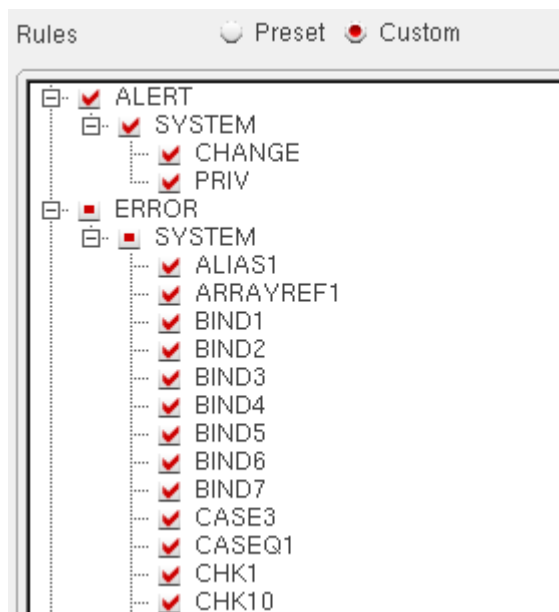 Rules Preset Custom
ALERT
SYSTEM
CHANGE
PRIV
ERROR
SYSTEM
ALIAS1
ARRAYREF1
BIND1
BIND2
BIND3
BIND4
BIND5
BIND6
BIND7
CASE3
CASEQ1
CHK1
CHK10